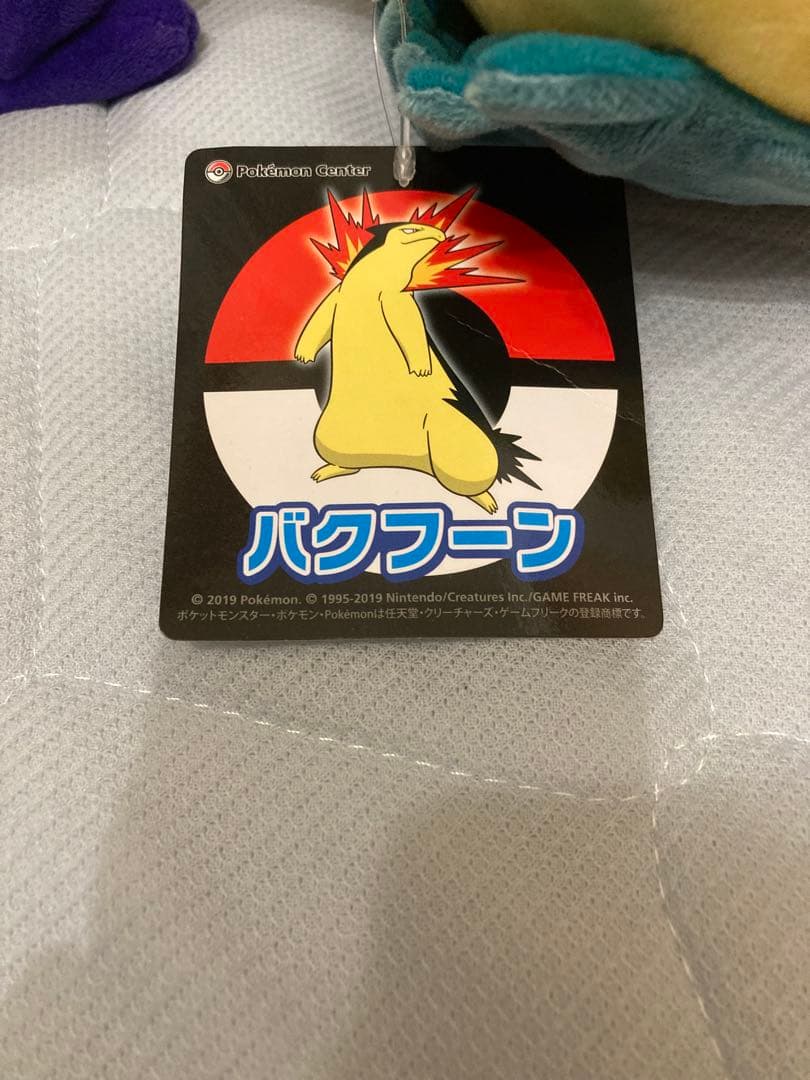 Pokémon Center
バクフーン
© 2019 Pokémon. © 1995-2019 Nintendo/Creatures Inc./GAME FREAK inc.
ポケットモンスター・ポケモン・Pokémonは任天堂・クリーチャーズ・ゲームフリークの登録商標です。